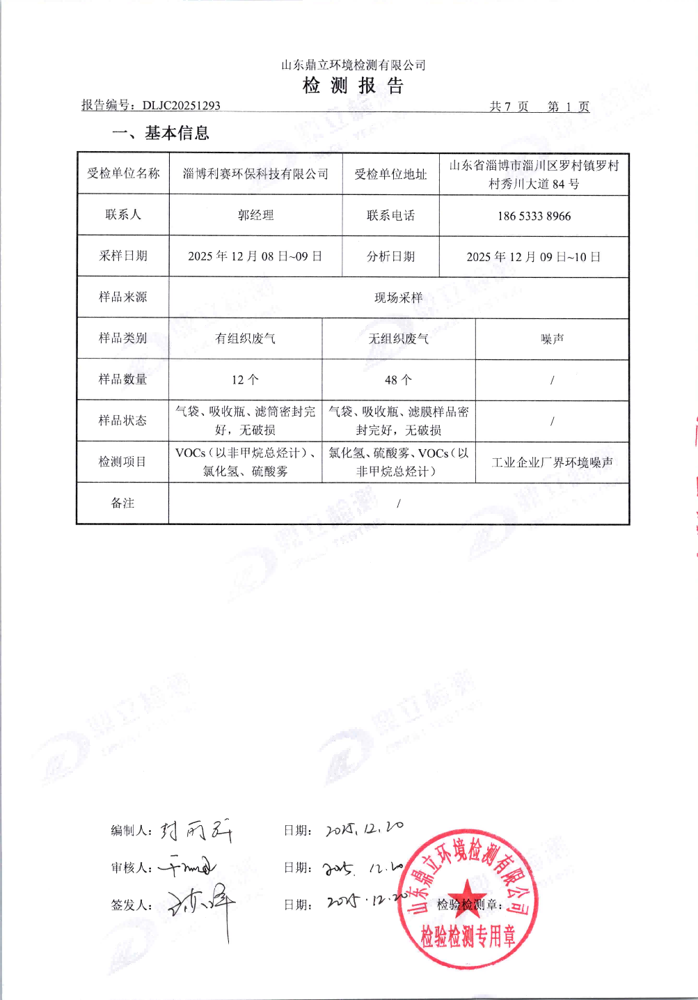 山东鼎立环境检测有限公司
检 测 报 告
报告编号：DLJC20251293 共 7 页 第 1 页
一、基本信息
受检单位名称 淄博利赛环保科技有限公司 受检单位地址 山东省淄博市淄川区罗村镇罗村
村秀川大道 84 号
联系人 郭经理 联系电话 186 5333 8966
采样日期 2025 年 12 月 08 日~09 日 分析日期 2025 年 12 月 09 日~10 日
样品来源 现场采样
样品类别 有组织废气 无组织废气 噪声
样品数量 12 个 48 个 /
样品状态 气袋、吸收瓶、滤筒密封完
好，无破损 气袋、吸收瓶、滤膜样品密
封完好，无破损 /
检测项目 VOCs（以非甲烷总烃计）、
氯化氢、硫酸雾 氯化氢、硫酸雾、VOCs（以
非甲烷总烃计） 工业企业厂界环境噪声
备注 /
编制人： 日期：2025.12.20
审核人： 日期：2025.12.20
签发人： 日期：2025.12.20 检验检测章：
山东鼎立环境检测有限公司
检验检测专用章
鼎立检测